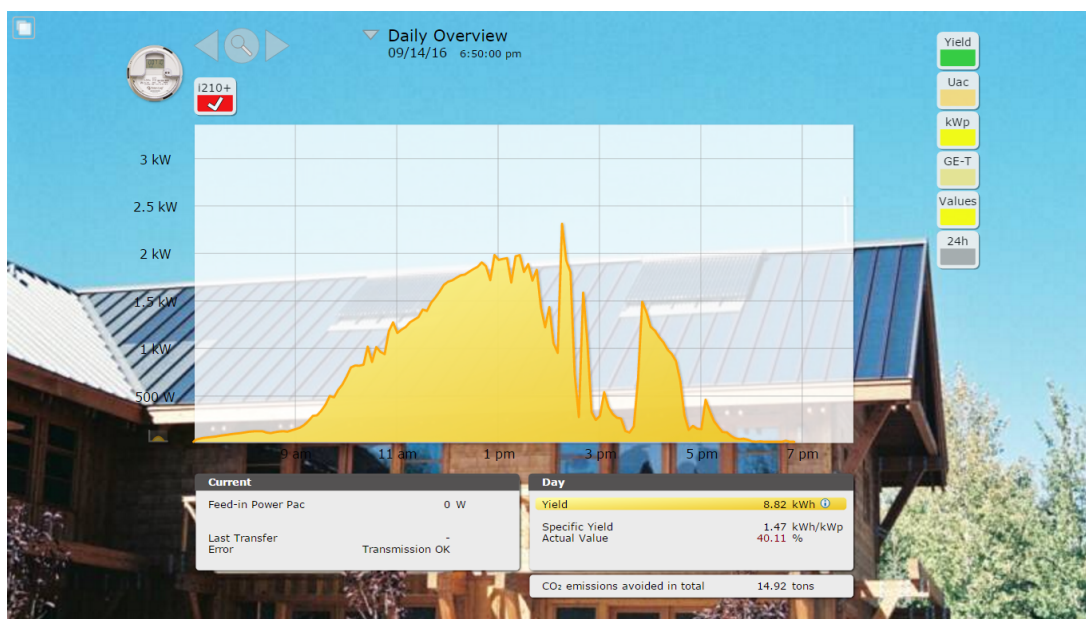 Daily Overview
09/14/16 6:50:00 pm
i210+
Yield
Uac
kWp
GE-T
Values
24h
3 kW
2.5 kW
2 kW
1.5 kW
1 kW
500 W
9 am 11 am 1 pm 3 pm 5 pm 7 pm
Current
Feed-in Power Pac 0 W
Last Transfer -
Error Transmission OK
Day
Yield 8.82 kWh
Specific Yield 1.47 kWh/kWp
Actual Value 40.11 %
CO₂ emissions avoided in total 14.92 tons